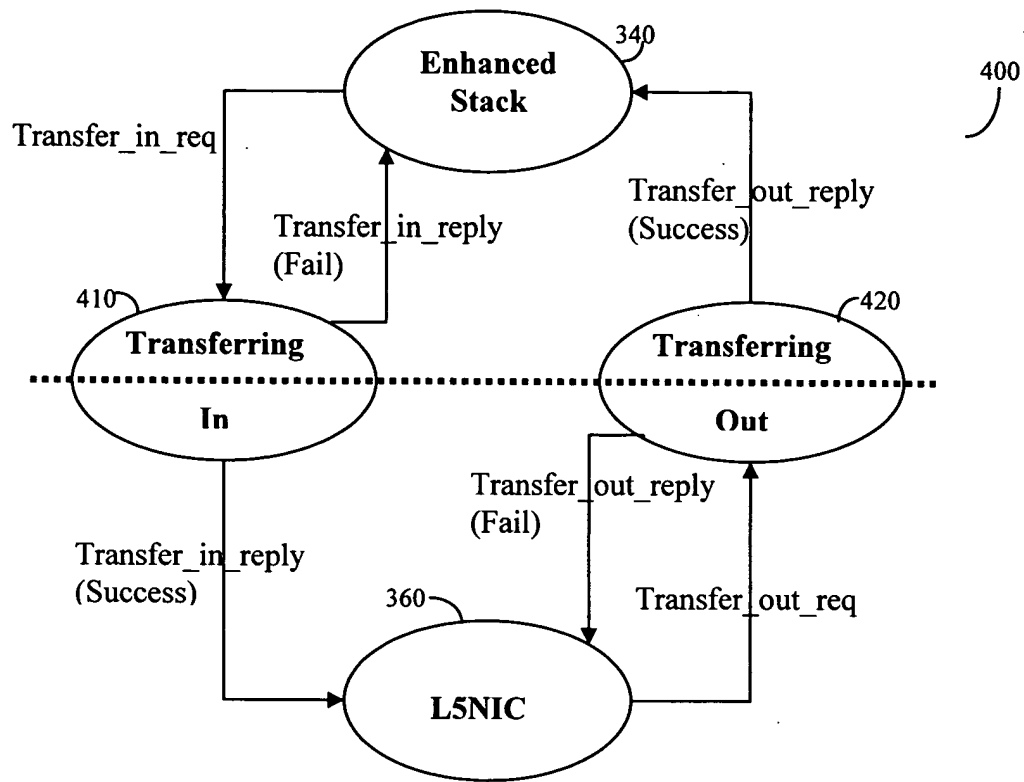 340
Enhanced
Stack
400
Transfer_in_req
Transfer_out_reply
(Success)
Transfer_in_reply
(Fail)
410
Transferring
In
420
Transferring
Out
Transfer_out_reply
(Fail)
Transfer_in_reply
(Success)
360
Transfer_out_req
L5NIC